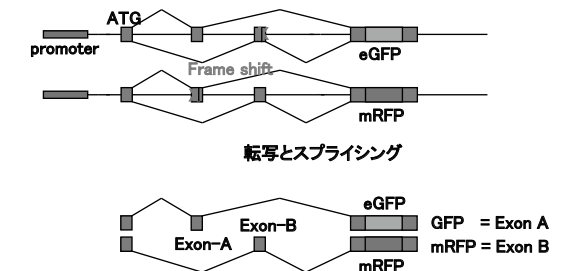 ATG
promoter
eGFP
Frame shift
mRFP
転写とスプライシング
eGFP
Exon-B
GFP = Exon A
Exon-A
mRFP = Exon B
mRFP